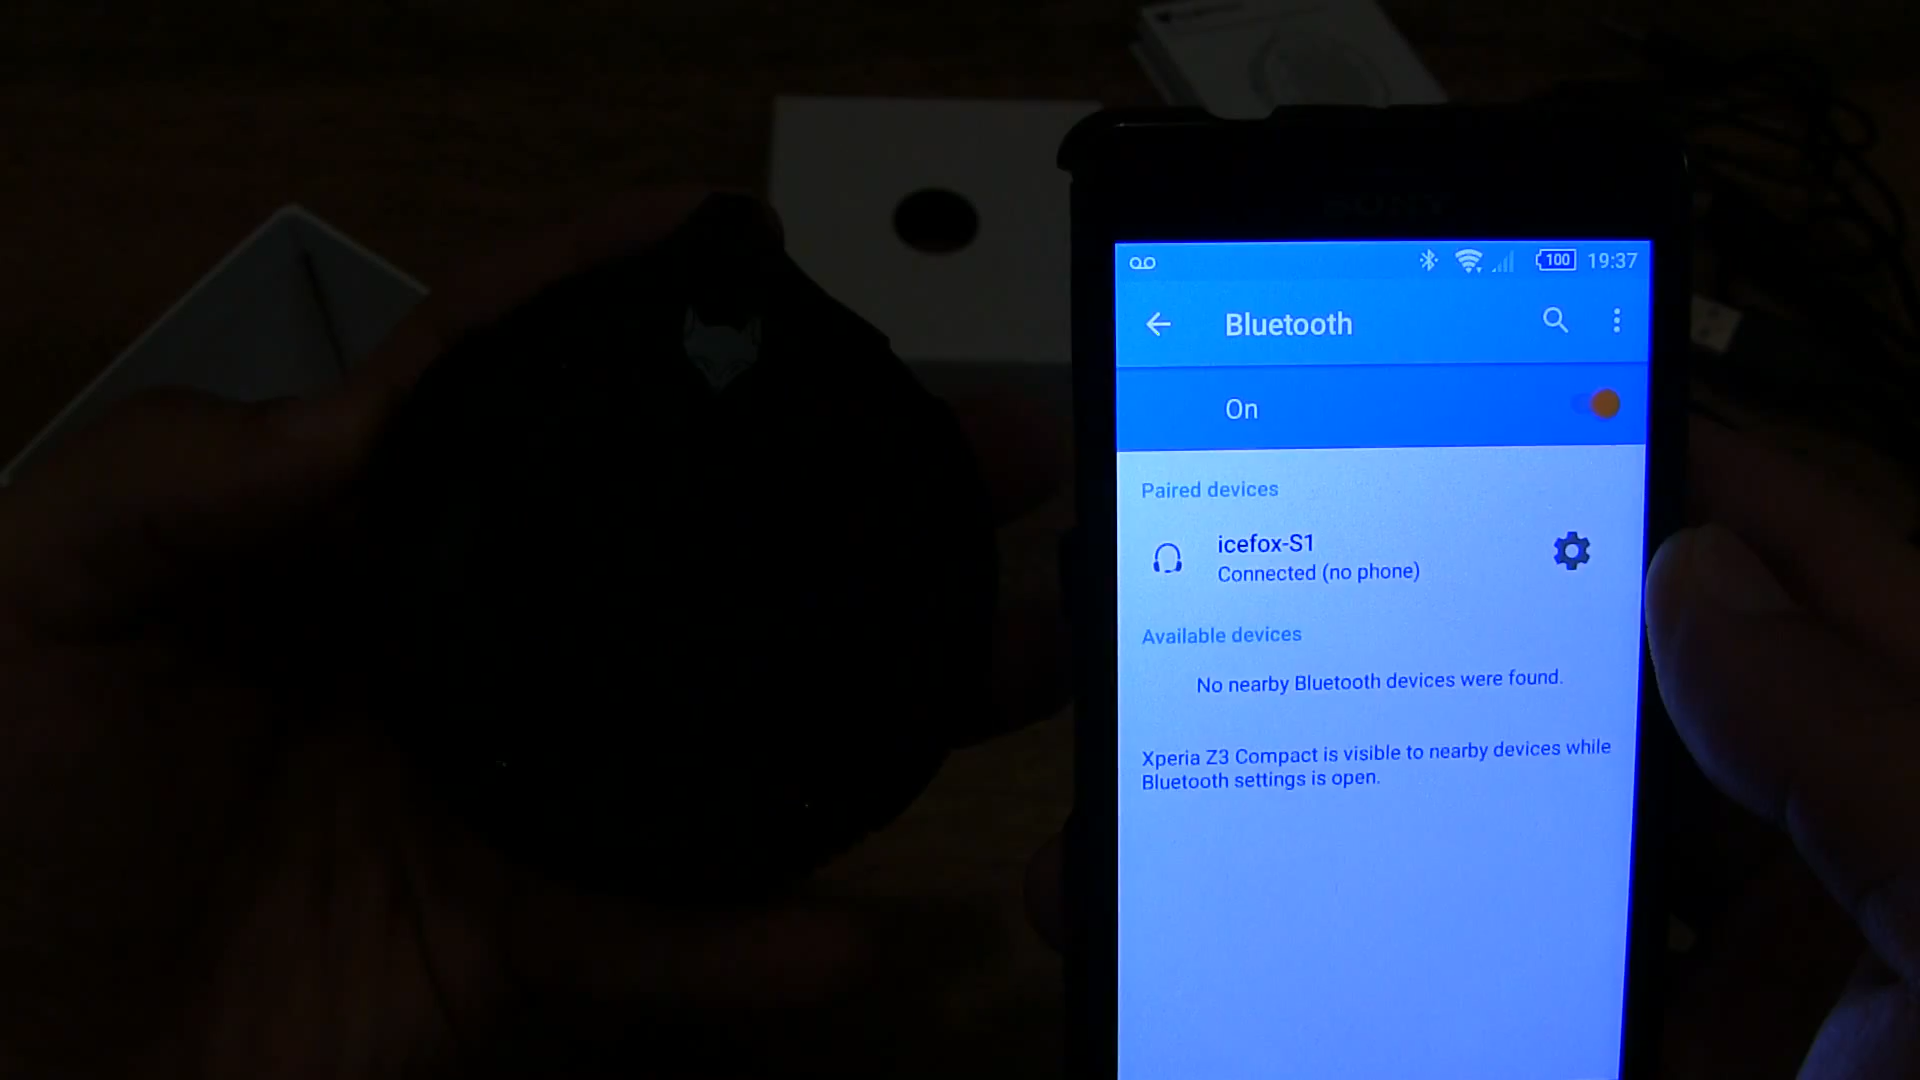 SONY
100 19:37
Bluetooth
On
Paired devices
icefox-S1
Connected (no phone)
Available devices
No nearby Bluetooth devices were found.
Xperia Z3 Compact is visible to nearby devices while
Bluetooth settings is open.